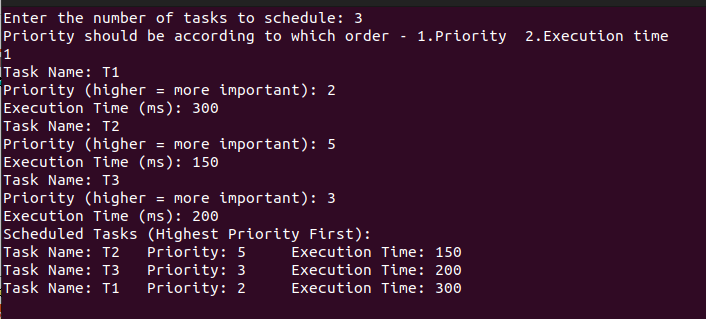 Enter the number of tasks to schedule: 3
Priority should be according to which order - 1.Priority  2.Execution time
1
Task Name: T1
Priority (higher = more important): 2
Execution Time (ms): 300
Task Name: T2
Priority (higher = more important): 5
Execution Time (ms): 150
Task Name: T3
Priority (higher = more important): 3
Execution Time (ms): 200
Scheduled Tasks (Highest Priority First):
Task Name: T2   Priority: 5     Execution Time: 150
Task Name: T3   Priority: 3     Execution Time: 200
Task Name: T1   Priority: 2     Execution Time: 300